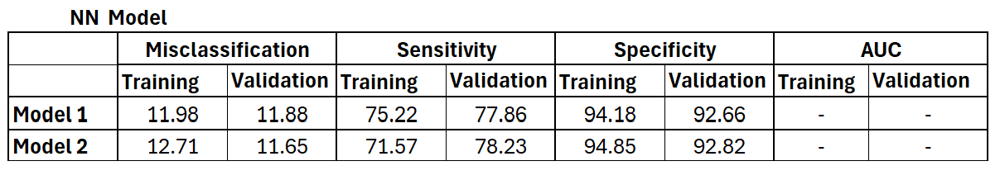 NN Model
Misclassification Sensitivity Specificity AUC
Training Validation Training Validation Training Validation Training Validation
Model 1 11.98 11.88 75.22 77.86 94.18 92.66 - -
Model 2 12.71 11.65 71.57 78.23 94.85 92.82 - -